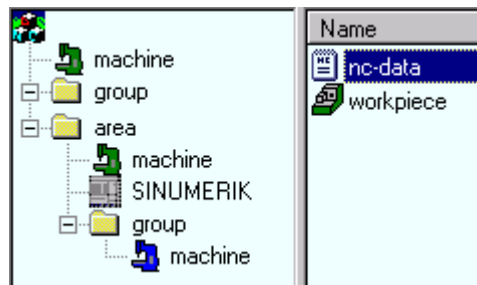 machine
group
area
machine
SINUMERIK
group
machine
Name
nc-data
workpiece